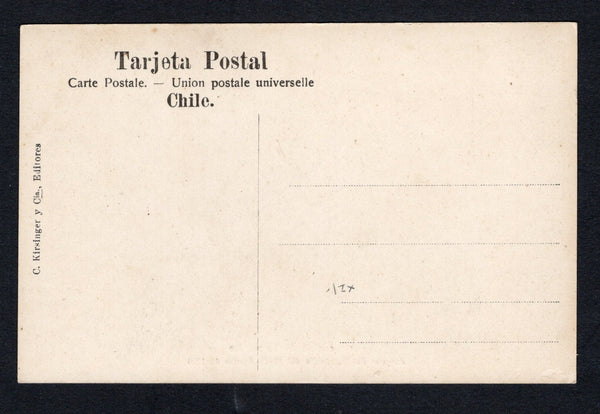 Tarjeta Postal
Carte Postale. — Union postale universelle
Chile.
C. Kirsinger y Cia., Editores